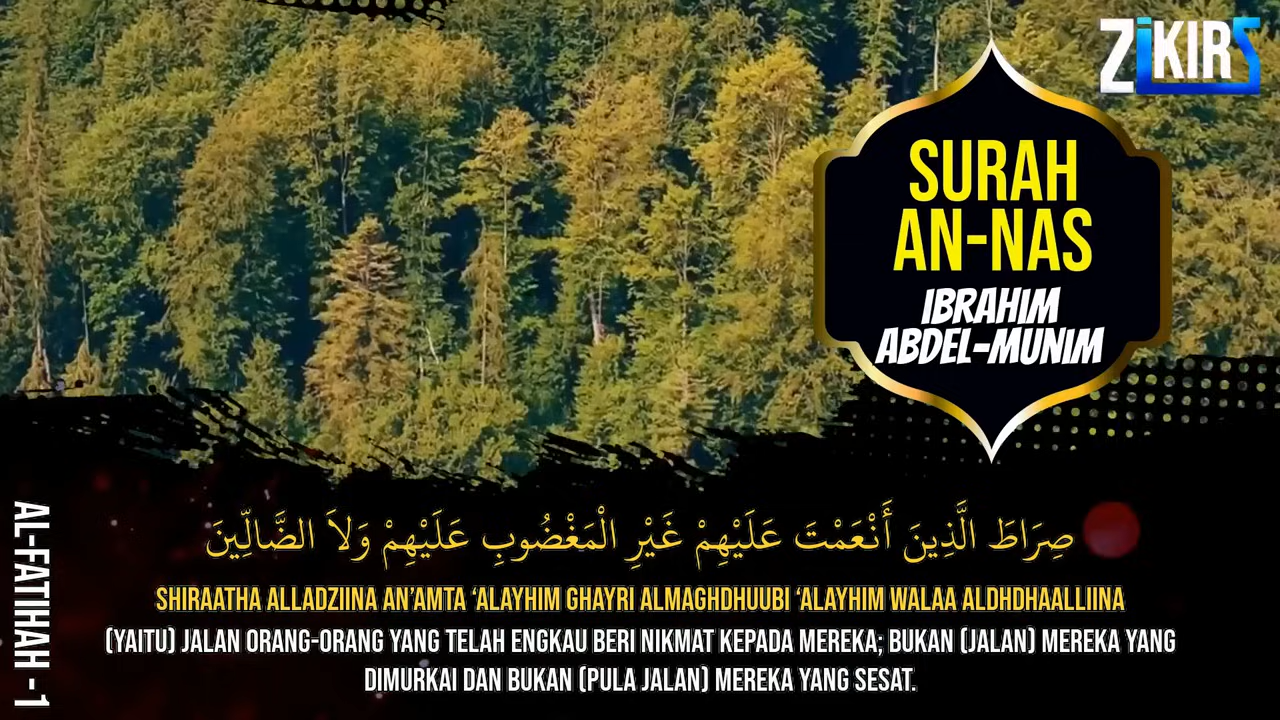 ZIKIRS
SURAH
AN-NAS
IBRAHIM
ABDEL-MUNIM
صِرَاطَ الَّذِينَ أَنْعَمْتَ عَلَيْهِمْ غَيْرِ الْمَغْضُوبِ عَلَيْهِمْ وَلاَ الضَّالِّينَ
SHIRAATHA ALLADZIINA AN’AMTA ‘ALAYHIM GHAYRI ALMAGHDHUUBI ‘ALAYHIM WALAA ALDHDHAALLIINA
(YAITU) JALAN ORANG-ORANG YANG TELAH ENGKAU BERI NIKMAT KEPADA MEREKA; BUKAN (JALAN) MEREKA YANG
DIMURKAI DAN BUKAN (PULA JALAN) MEREKA YANG SESAT.
AL-FATIHAH -1